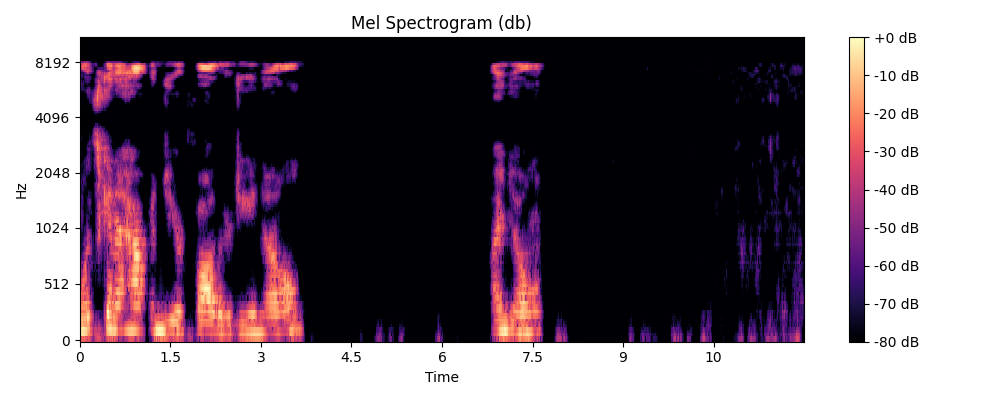 Mel Spectrogram (db)
8192
4096
2048
1024
512
0
Hz
0 1.5 3 4.5 6 7.5 9 10
Time
+0 dB
-10 dB
-20 dB
-30 dB
-40 dB
-50 dB
-60 dB
-70 dB
-80 dB